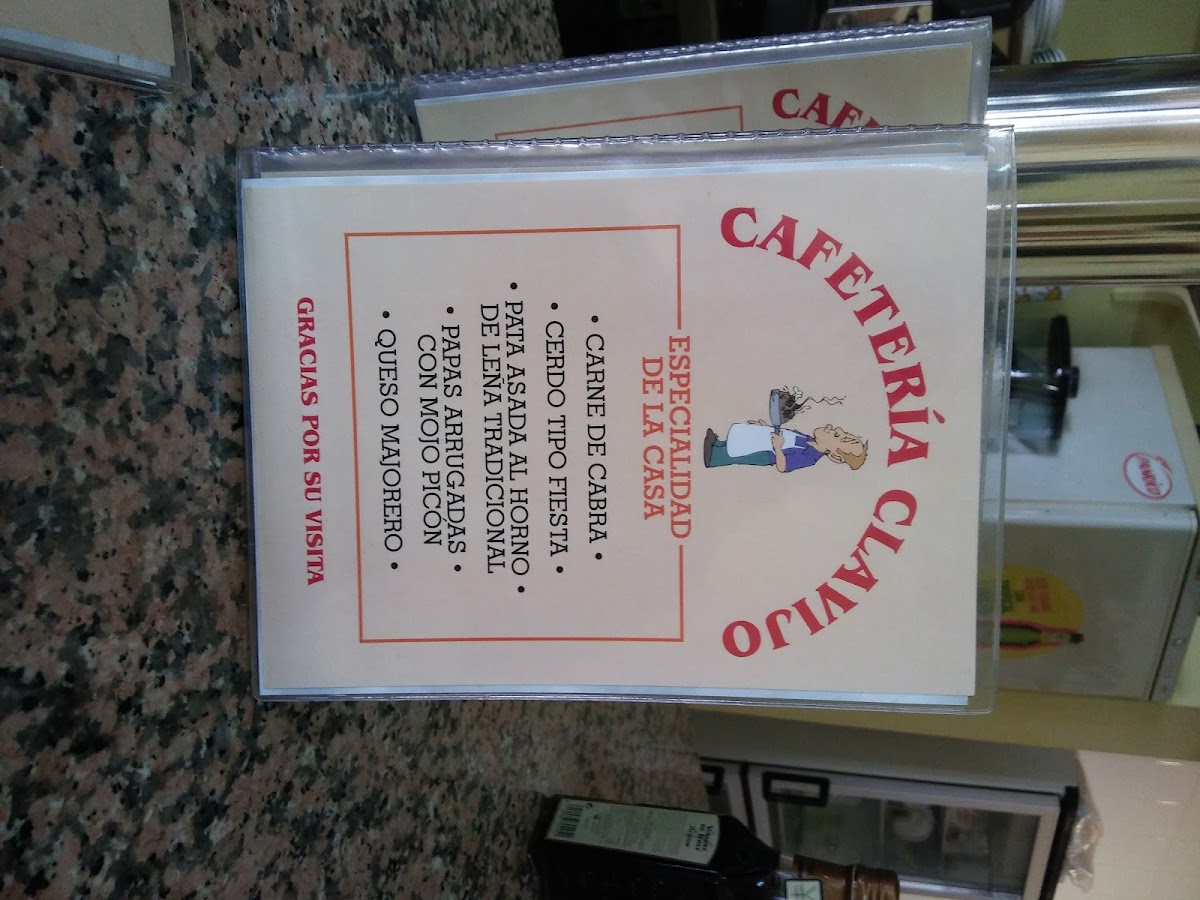 CAFETERÍA CLAVIJO
ESPECIALIDAD
DE LA CASA
• CARNE DE CABRA •
• CERDO TIPO FIESTA •
• PATA ASADA AL HORNO •
DE LEÑA TRADICIONAL
• PAPAS ARRUGADAS •
CON MOJO PICÓN
• QUESO MAJORERO •
GRACIAS POR SU VISITA
CAFE